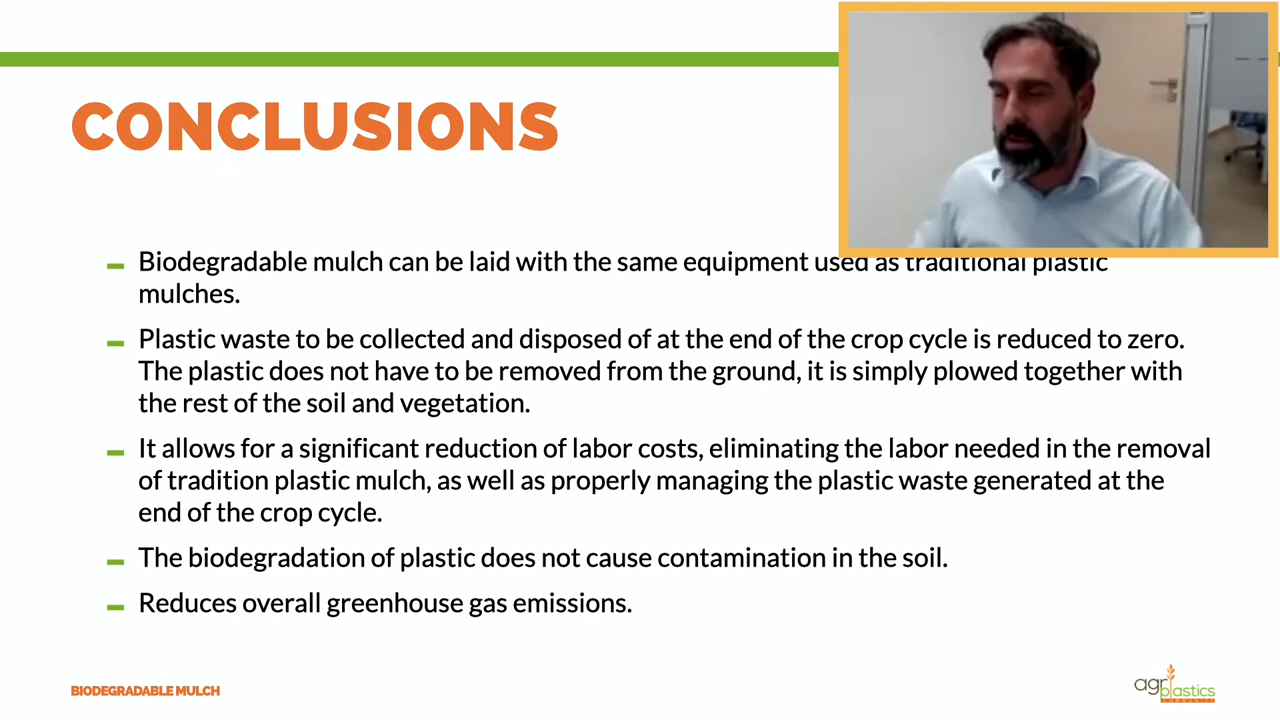 CONCLUSIONS
Biodegradable mulch can be laid with the same equipment used as traditional plastic
mulches.
Plastic waste to be collected and disposed of at the end of the crop cycle is reduced to zero.
The plastic does not have to be removed from the ground, it is simply plowed together with
the rest of the soil and vegetation.
It allows for a significant reduction of labor costs, eliminating the labor needed in the removal
of tradition plastic mulch, as well as properly managing the plastic waste generated at the
end of the crop cycle.
The biodegradation of plastic does not cause contamination in the soil.
Reduces overall greenhouse gas emissions.
BIODEGRADABLE MULCH
agriplastics
COMMUNITY